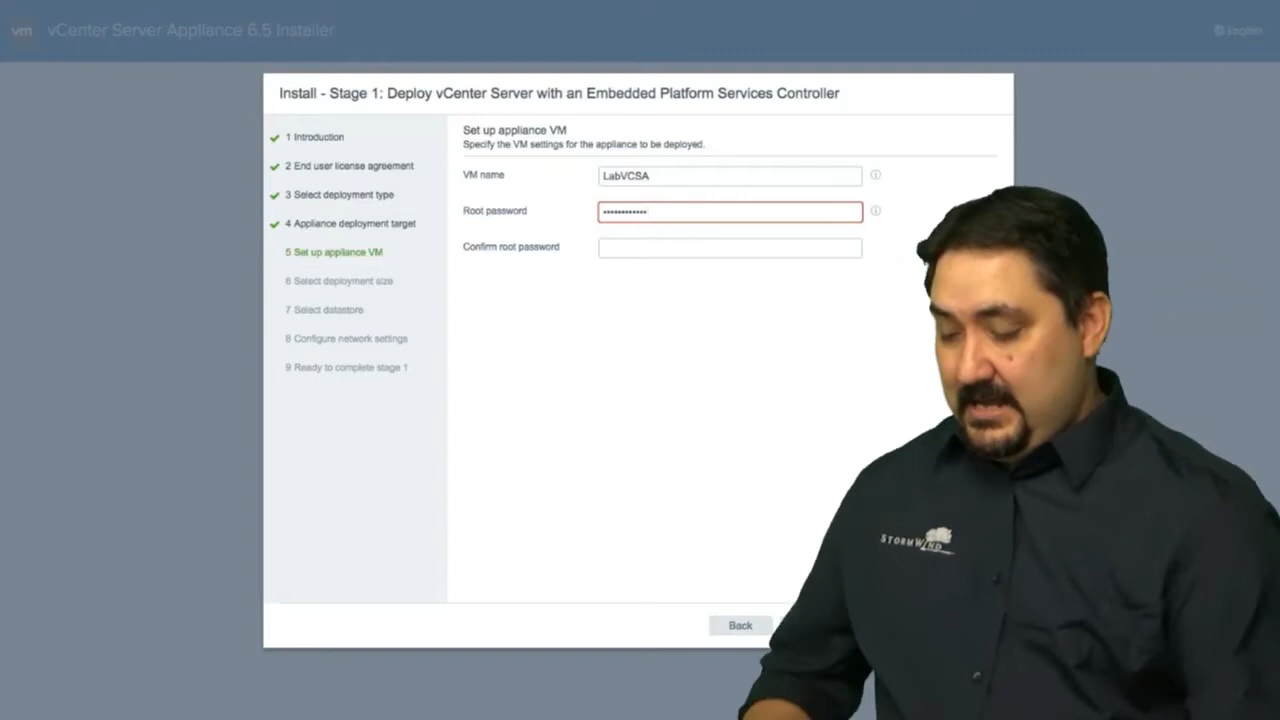 vm vCenter Server Appliance 6.5 Installer
English
Install - Stage 1: Deploy vCenter Server with an Embedded Platform Services Controller
1 Introduction
2 End user license agreement
3 Select deployment type
4 Appliance deployment target
5 Set up appliance VM
6 Select deployment size
7 Select datastore
8 Configure network settings
9 Ready to complete stage 1
Set up appliance VM
Specify the VM settings for the appliance to be deployed.
VM name
LabVCSA
Root password
Confirm root password
Back
STORMWIND